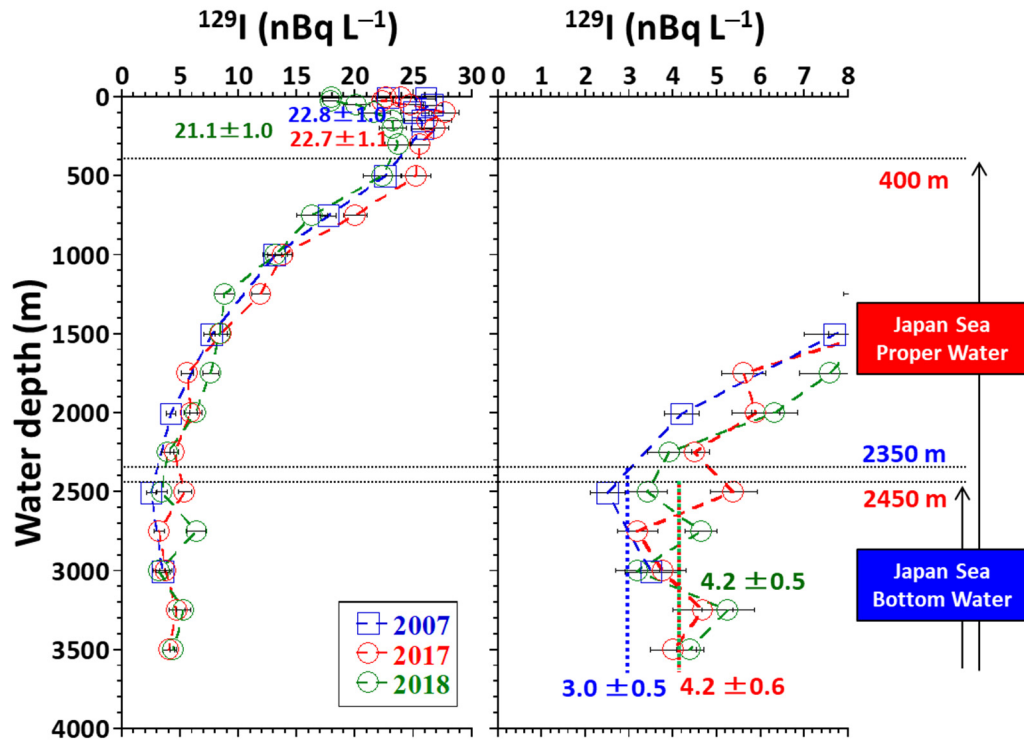 ¹²⁹I (nBq L⁻¹)
¹²⁹I (nBq L⁻¹)
0 5 10 15 20 25 30
0 1 2 3 4 5 6 7 8
Water depth (m)
0
500
1000
1500
2000
2500
3000
3500
4000
21.1±1.0
22.8±1.0
22.7±1.1
400 m
Japan Sea
Proper Water
2350 m
2450 m
Japan Sea
Bottom Water
4.2 ±0.5
3.0 ±0.5
4.2 ±0.6
2007
2017
2018